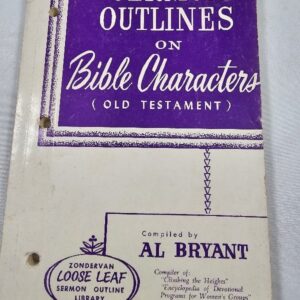 OUTLINES
ON
Bible Characters
(OLD TESTAMENT)
Compiled by
AL BRYANT
Compiler of:
"Climbing the Heights"
"Encyclopedia of Devotional
Programs for Women's Groups"
ZONDERVAN
LOOSE LEAF
SERMON OUTLINE
LIBRARY